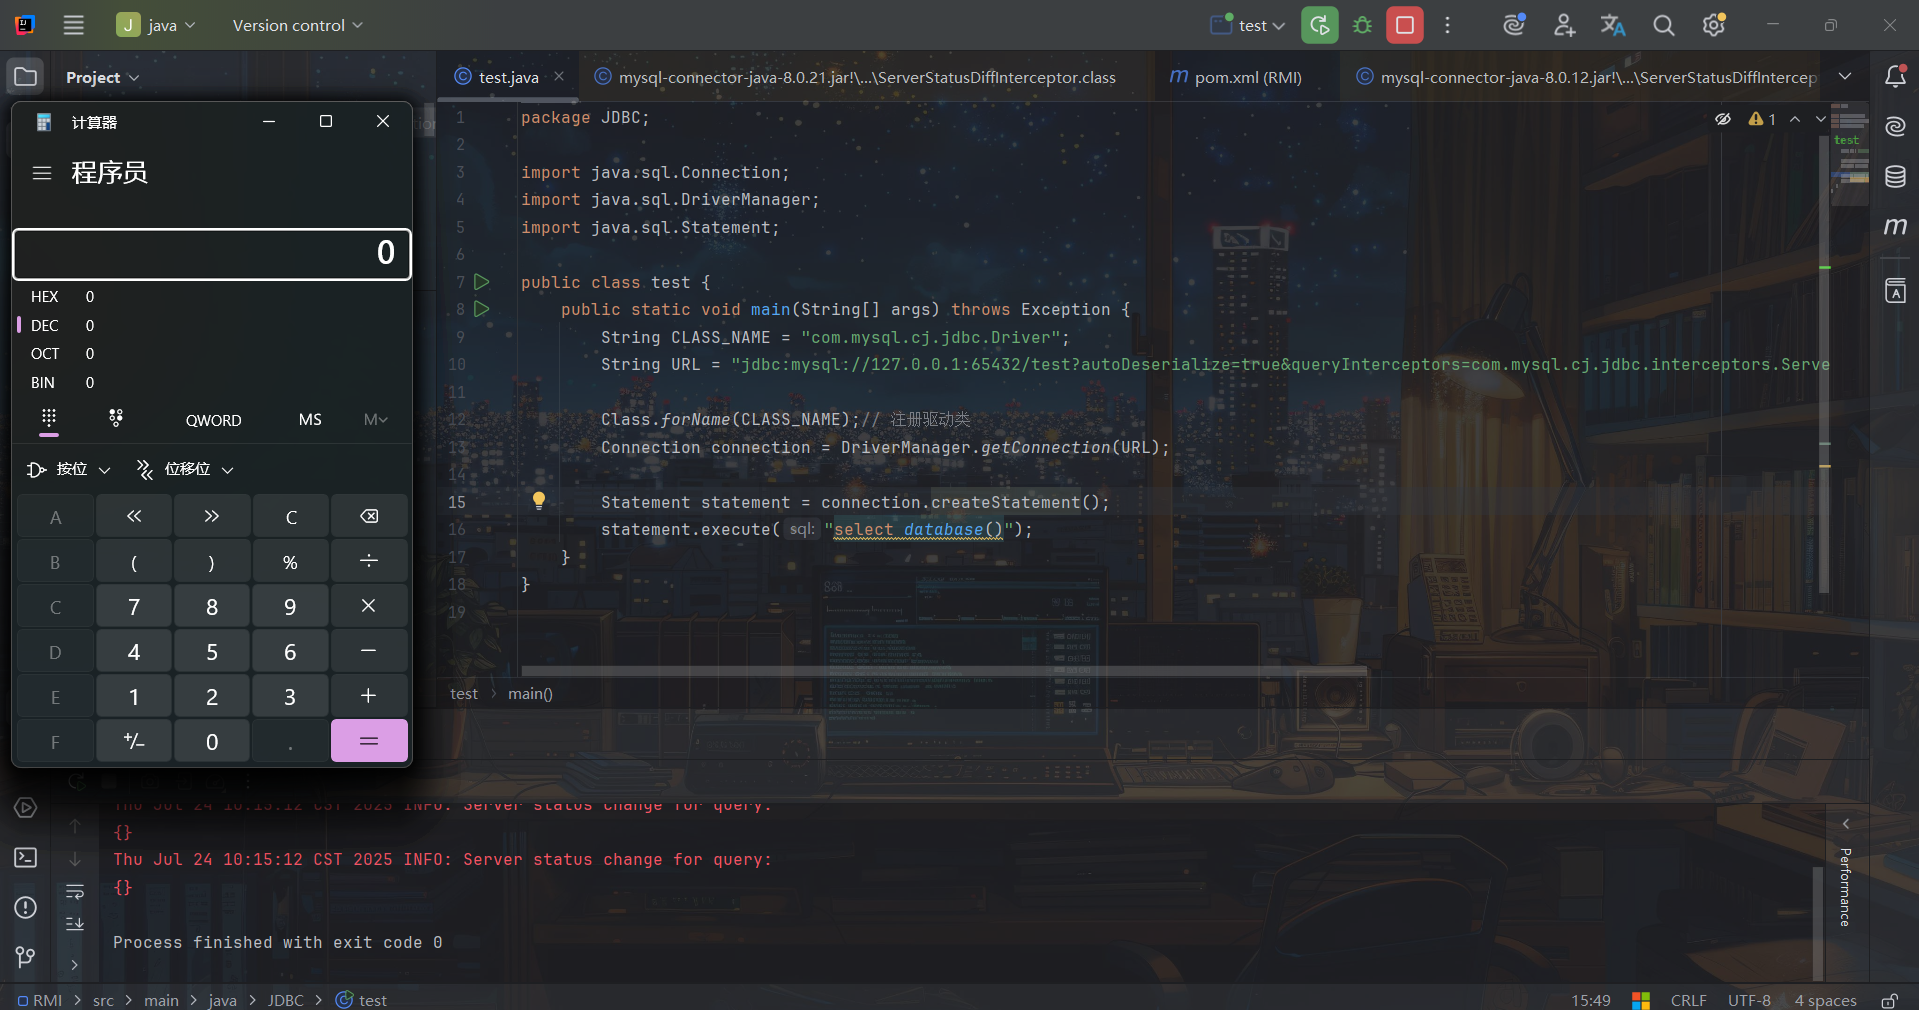 java
Version control
test
Project
test.java
mysql-connector-java-8.0.21.jar!\...\ServerStatusDiffInterceptor.class
pom.xml (RMI)
mysql-connector-java-8.0.12.jar!\...\ServerStatusDiffIntercep
计算器
程序员
0
HEX 0
DEC 0
OCT 0
BIN 0
QWORD
MS
M
按位
位移位
A « » C
B ( ) % ÷
C 7 8 9 ×
D 4 5 6 −
E 1 2 3 +
F +/− 0 . =
1 package JDBC;
2
3 import java.sql.Connection;
4 import java.sql.DriverManager;
5 import java.sql.Statement;
6
7 public class test {
8 public static void main(String[] args) throws Exception {
9 String CLASS_NAME = "com.mysql.cj.jdbc.Driver";
10 String URL = "jdbc:mysql://127.0.0.1:65432/test?autoDeserialize=true&queryInterceptors=com.mysql.cj.jdbc.interceptors.Serve
11
12 Class.forName(CLASS_NAME);// 注册驱动类
13 Connection connection = DriverManager.getConnection(URL);
14
15 Statement statement = connection.createStatement();
16 statement.execute( sql: "select database()");
17 }
18 }
19
1
test
test > main()
Thu Jul 24 10:15:12 CST 2025 INFO: Server status change for query:
{}
Thu Jul 24 10:15:12 CST 2025 INFO: Server status change for query:
{}
Process finished with exit code 0
Performance
RMI > src > main > java > JDBC > test
15:49
CRLF
UTF-8
4 spaces